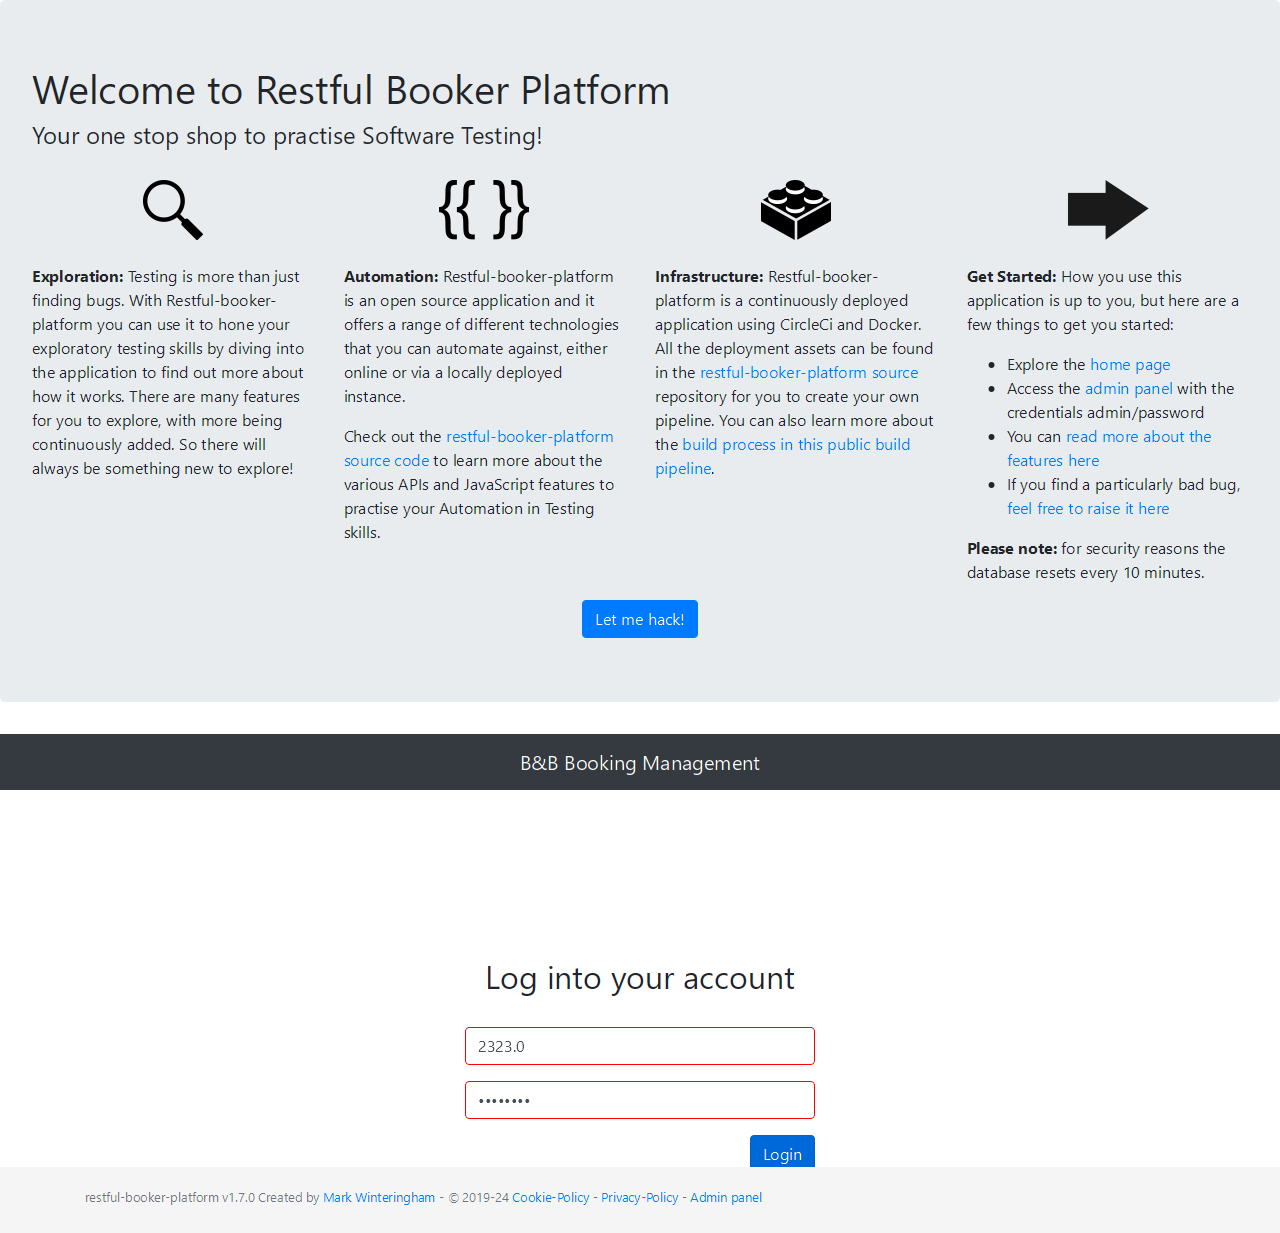 Welcome to Restful Booker Platform
Your one stop shop to practise Software Testing!
{{ }}
Exploration: Testing is more than just
finding bugs. With Restful-booker-
platform you can use it to hone your
exploratory testing skills by diving into
the application to find out more about
how it works. There are many features
for you to explore, with more being
continuously added. So there will
always be something new to explore!
Automation: Restful-booker-platform
is an open source application and it
offers a range of different technologies
that you can automate against, either
online or via a locally deployed
instance.
Check out the restful-booker-platform
source code to learn more about the
various APIs and JavaScript features to
practise your Automation in Testing
skills.
Infrastructure: Restful-booker-
platform is a continuously deployed
application using CircleCi and Docker.
All the deployment assets can be found
in the restful-booker-platform source
repository for you to create your own
pipeline. You can also learn more about
the build process in this public build
pipeline.
Get Started: How you use this
application is up to you, but here are a
few things to get you started:
• Explore the home page
• Access the admin panel with the
credentials admin/password
• You can read more about the
features here
• If you find a particularly bad bug,
feel free to raise it here
Please note: for security reasons the
database resets every 10 minutes.
Let me hack!
B&B Booking Management
Log into your account
2323.0
••••••••
Login
restful-booker-platform v1.7.0 Created by Mark Winteringham - © 2019-24 Cookie-Policy - Privacy-Policy - Admin panel